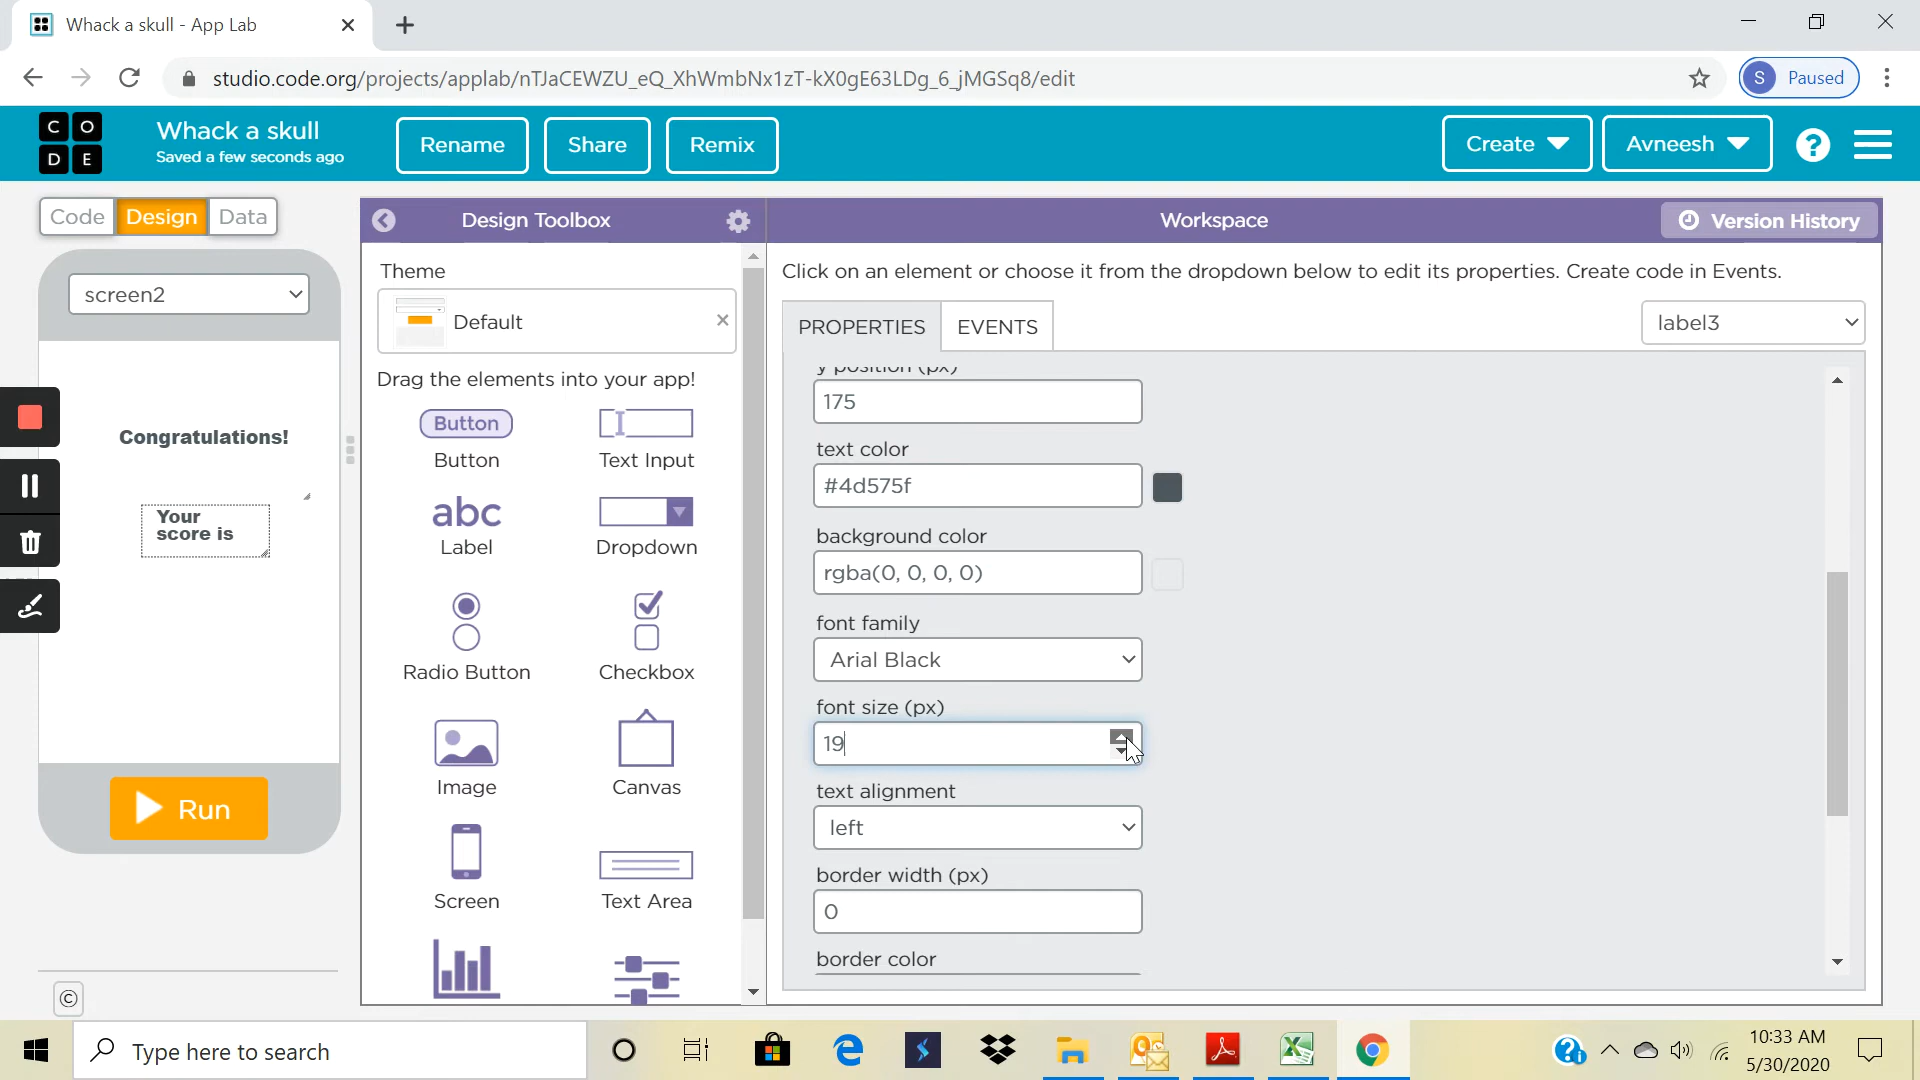 Whack a skull - App Lab
studio.code.org/projects/applab/nTJaCEWZU_eQ_XhWmbNx1zT-kX0gE63LDg_6_jMGSq8/edit
S Paused
C O
D E
Whack a skull
Saved a few seconds ago
Rename
Share
Remix
Create
Avneesh
?
Code
Design
Data
Design Toolbox
Workspace
Version History
screen2
Congratulations!
Your
score is
Run
©
Theme
Default
Drag the elements into your app!
Button
Button
Text Input
abc
Label
Dropdown
Radio Button
Checkbox
Image
Canvas
Screen
Text Area
Click on an element or choose it from the dropdown below to edit its properties. Create code in Events.
PROPERTIES
EVENTS
label3
y position (px)
175
text color
#4d575f
background color
rgba(0, 0, 0, 0)
font family
Arial Black
font size (px)
19
text alignment
left
border width (px)
0
border color
Type here to search
10:33 AM
5/30/2020